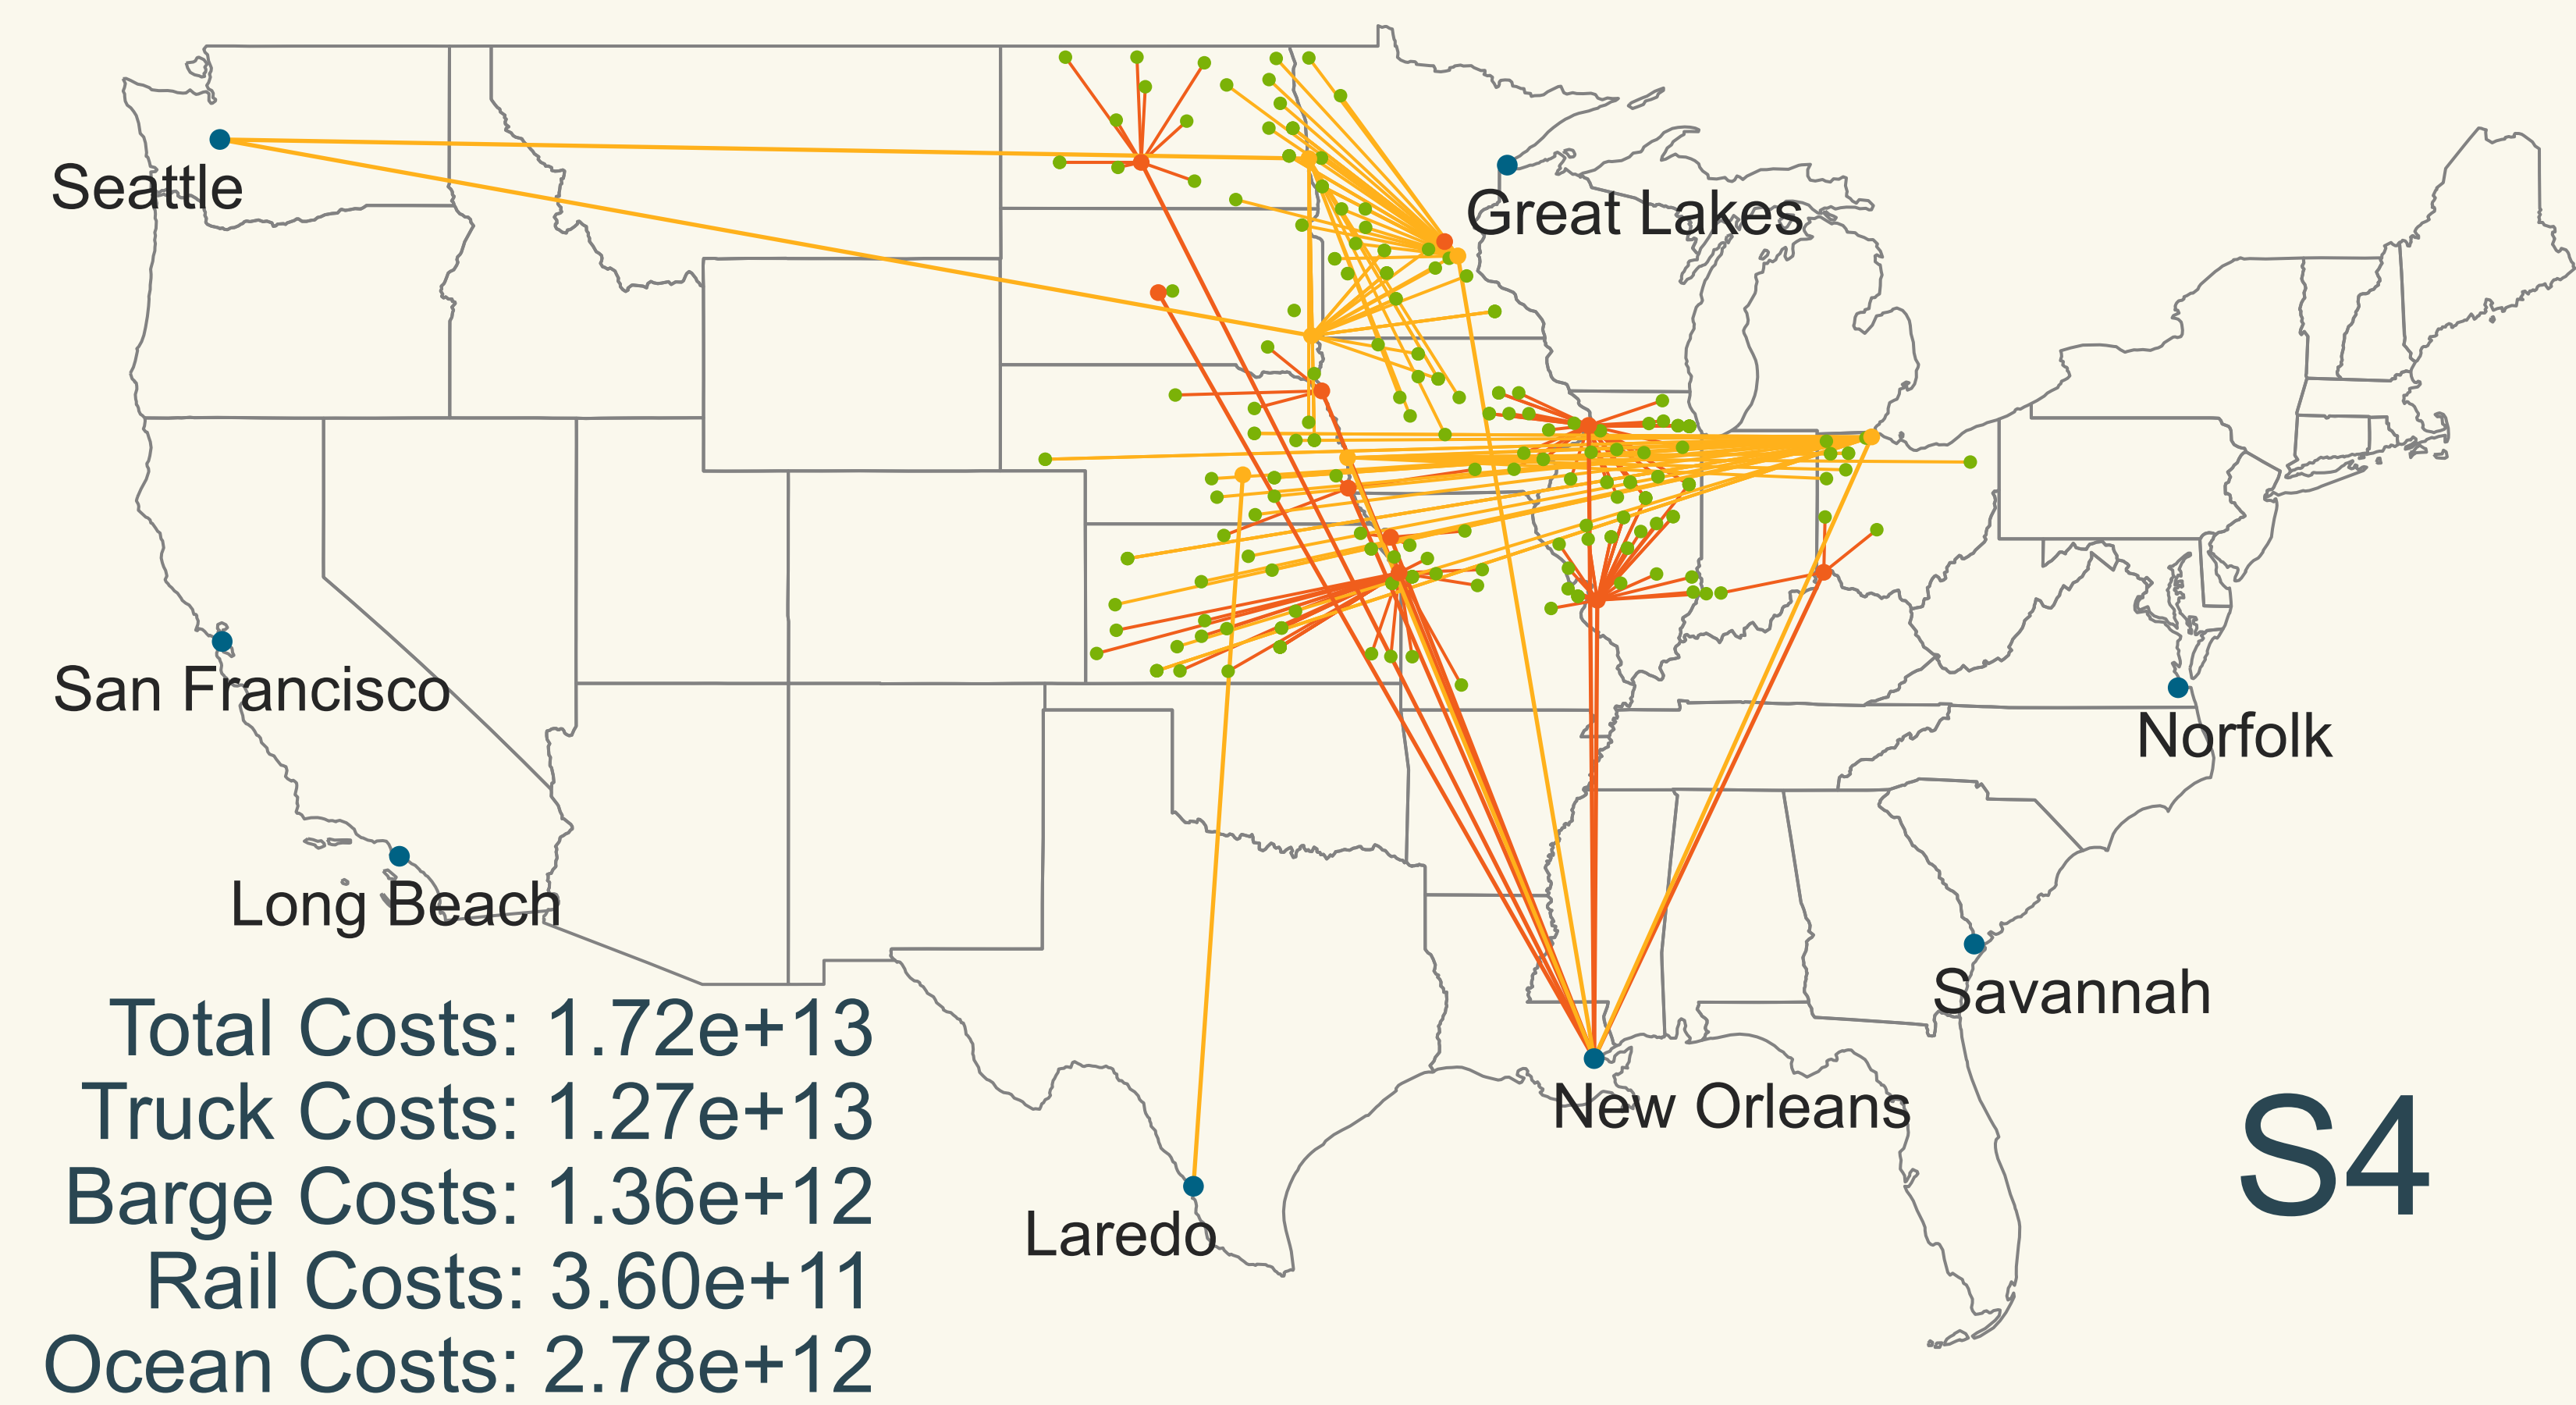 Seattle
Great Lakes
San Francisco
Norfolk
Long Beach
Savannah
New Orleans
Laredo
Total Costs: 1.72e+13
Truck Costs: 1.27e+13
Barge Costs: 1.36e+12
Rail Costs: 3.60e+11
Ocean Costs: 2.78e+12
S4